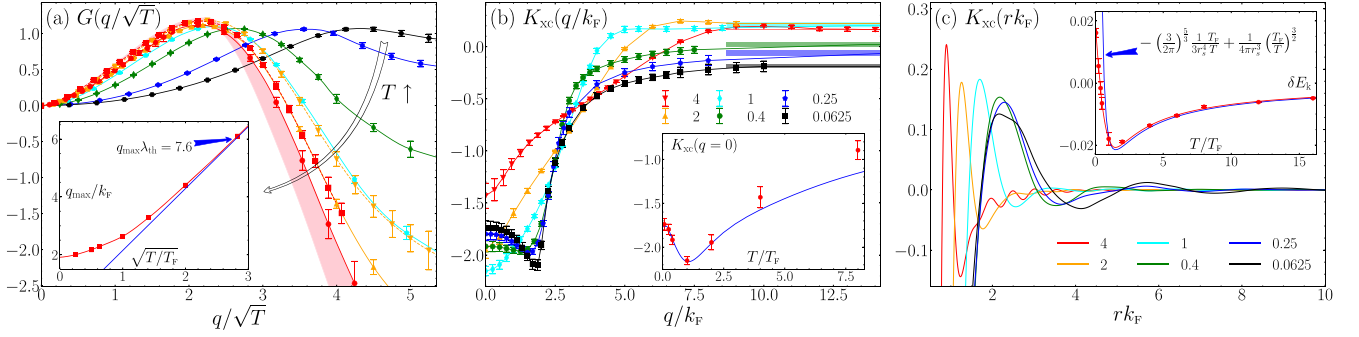 (a) G(q/√T)
1.0
0.5
0.0
−0.5
−1.0
−1.5
−2.0
−2.5
0 1 2 3 4 5
q/√T
T ↑
6
4
2
0 1 2 3
q_max λ_th = 7.6
q_max/k_F
√T/T_F
(b) K_xc(q/k_F)
0.5
0.0
−0.5
−1.0
−1.5
−2.0
0.0 2.5 5.0 7.5 10.0 12.5
q/k_F
4 1 0.25
2 0.4 0.0625
K_xc(q = 0)
−1.0
−1.5
−2.0
0.0 2.5 5.0 7.5
T/T_F
(c) K_xc(rk_F)
0.3
0.2
0.1
0.0
−0.1
2 4 6 8 10
rk_F
4 1 0.25
2 0.4 0.0625
0.02
0.00
−0.02
0 5 10 15
−(3/2π)^(5/3) 1/(3r_s^4) T_F/T + 1/(4πr_s^3) (T_F/T)^(3/2)
δE_k
T/T_F